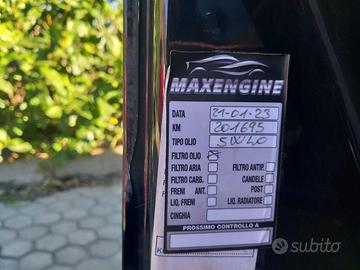 MAXENGINE
DATA 21-01-23
KM 201695
TIPO OLIO 5W40
FILTRO OLIO X
FILTRO ARIA FILTRO ANTIP.
FILTRO CARB. CANDELE
FRENI ANT. POST
LIQ. FRENI LIQ. RADIATORE
CINGHIA
PROSSIMO CONTROLLO A
K
subito